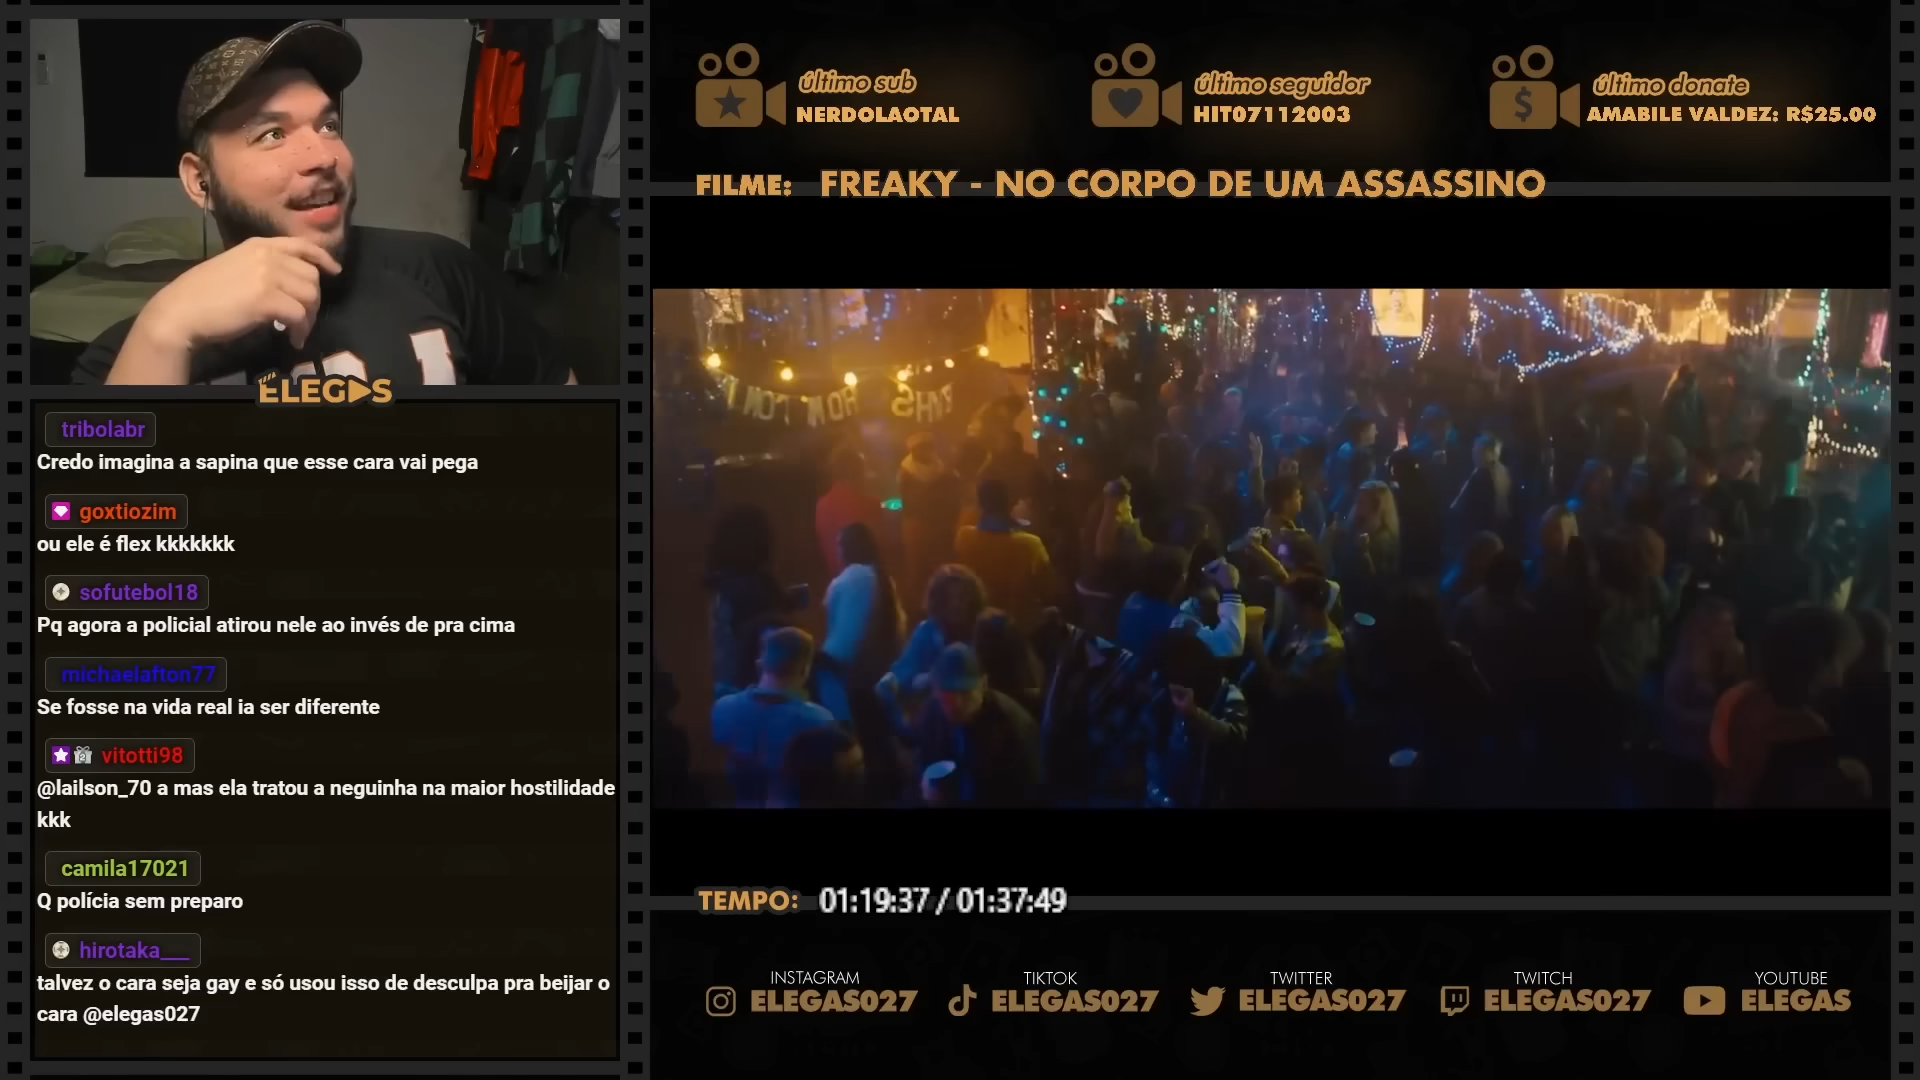 último sub
NERDOLAOTAL
último seguidor
HIT07112003
último donate
AMABILE VALDEZ: R$25.00
FILME: FREAKY - NO CORPO DE UM ASSASSINO
ELEGAS
tribolabr
Credo imagina a sapina que esse cara vai pega
goxtiozim
ou ele é flex kkkkkkk
sofutebol18
Pq agora a policial atirou nele ao invés de pra cima
michaelafton77
Se fosse na vida real ia ser diferente
vitotti98
@lailson_70 a mas ela tratou a neguinha na maior hostilidade
kkk
camila17021
Q polícia sem preparo
hirotaka___
talvez o cara seja gay e só usou isso de desculpa pra beijar o
cara @elegas027
TEMPO: 01:19:37 / 01:37:49
INSTAGRAM
ELEGAS027
TIKTOK
ELEGAS027
TWITTER
ELEGAS027
TWITCH
ELEGAS027
YOUTUBE
ELEGAS